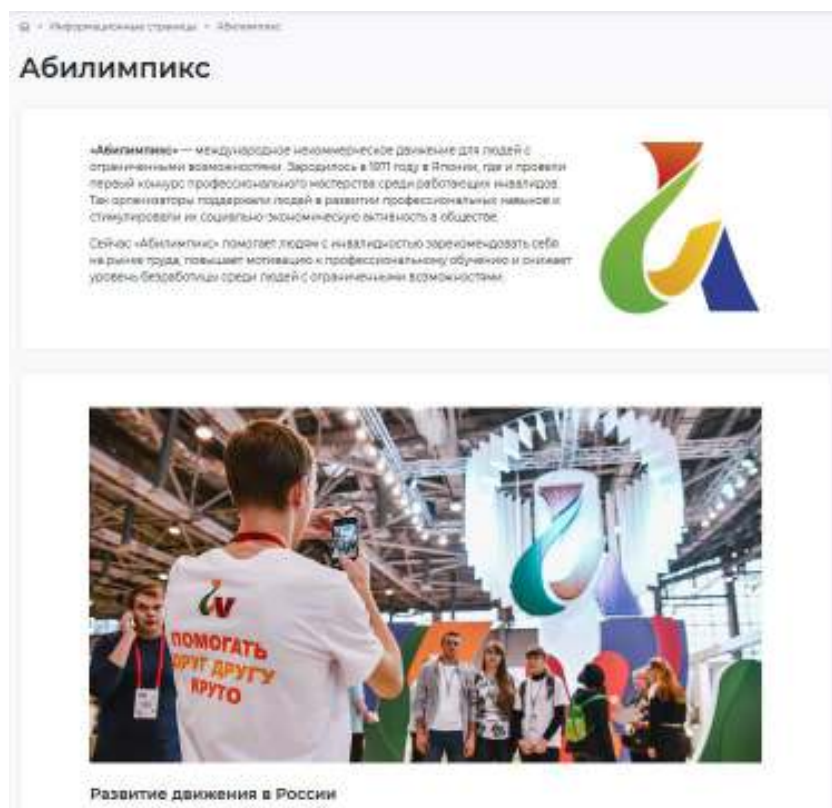 Информационные страницы • Абилимпикс
Абилимпикс
«Абилимпикс» — международное некоммерческое движение для людей с
ограниченными возможностями. Зародилось в 1971 году в Японии, где и провели
первый конкурс профессионального мастерства среди работающих инвалидов.
Так организаторы поддержали людей в развитии профессиональных навыков и
стимулировали их социально-экономическую активность в обществе.
Сейчас «Абилимпикс» помогает людям с инвалидностью зарекомендовать себя
на рынке труда, повышает мотивацию к профессиональному обучению и снижает
уровень безработицы среди людей с ограниченными возможностями.
ПОМОГАТЬ
ДРУГ ДРУГУ
КРУТО
Развитие движения в России